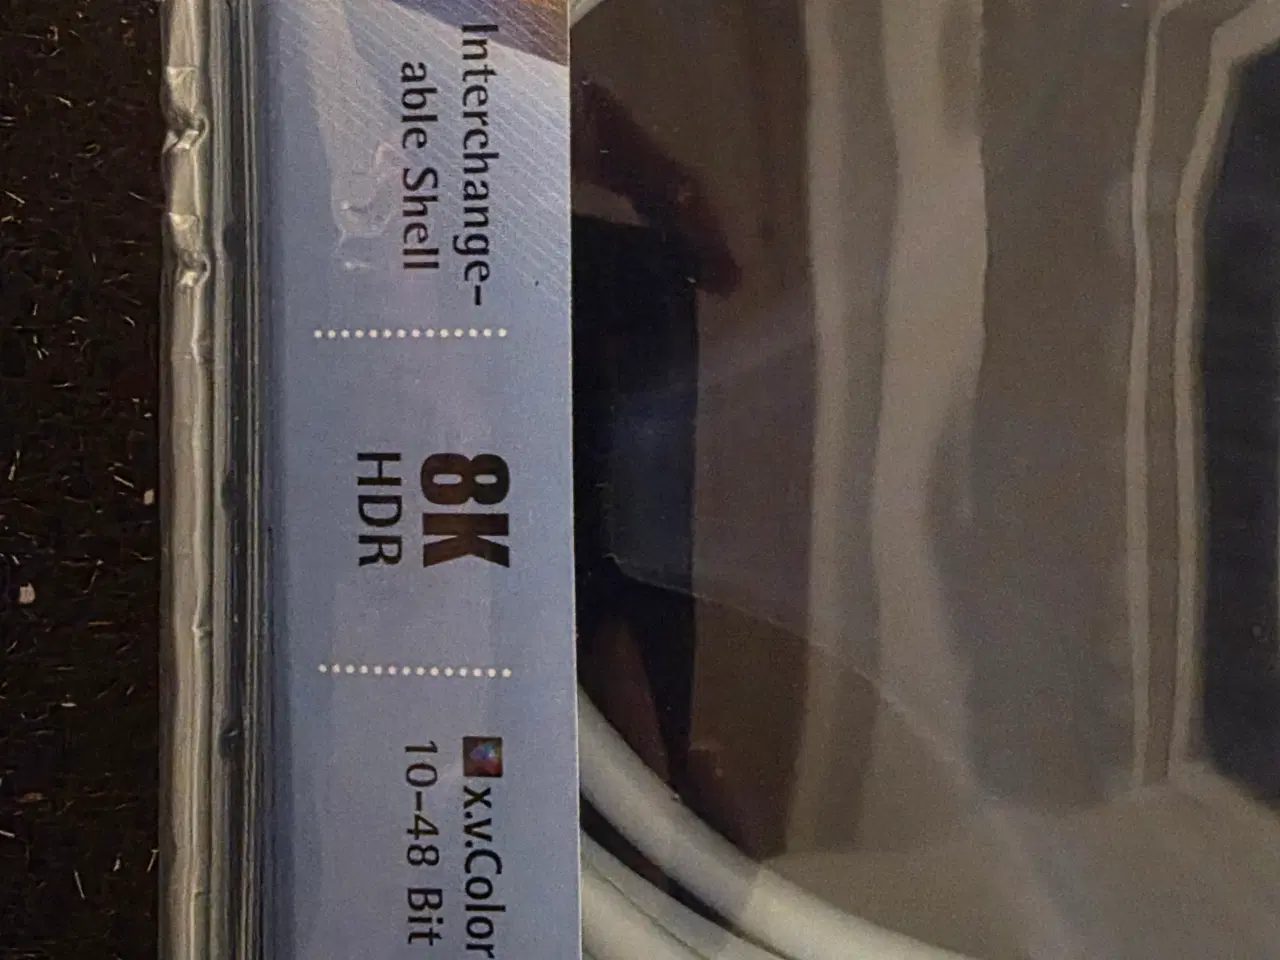 Interchange-
able Shell
8K
HDR
x.v.Color
10-48 Bit